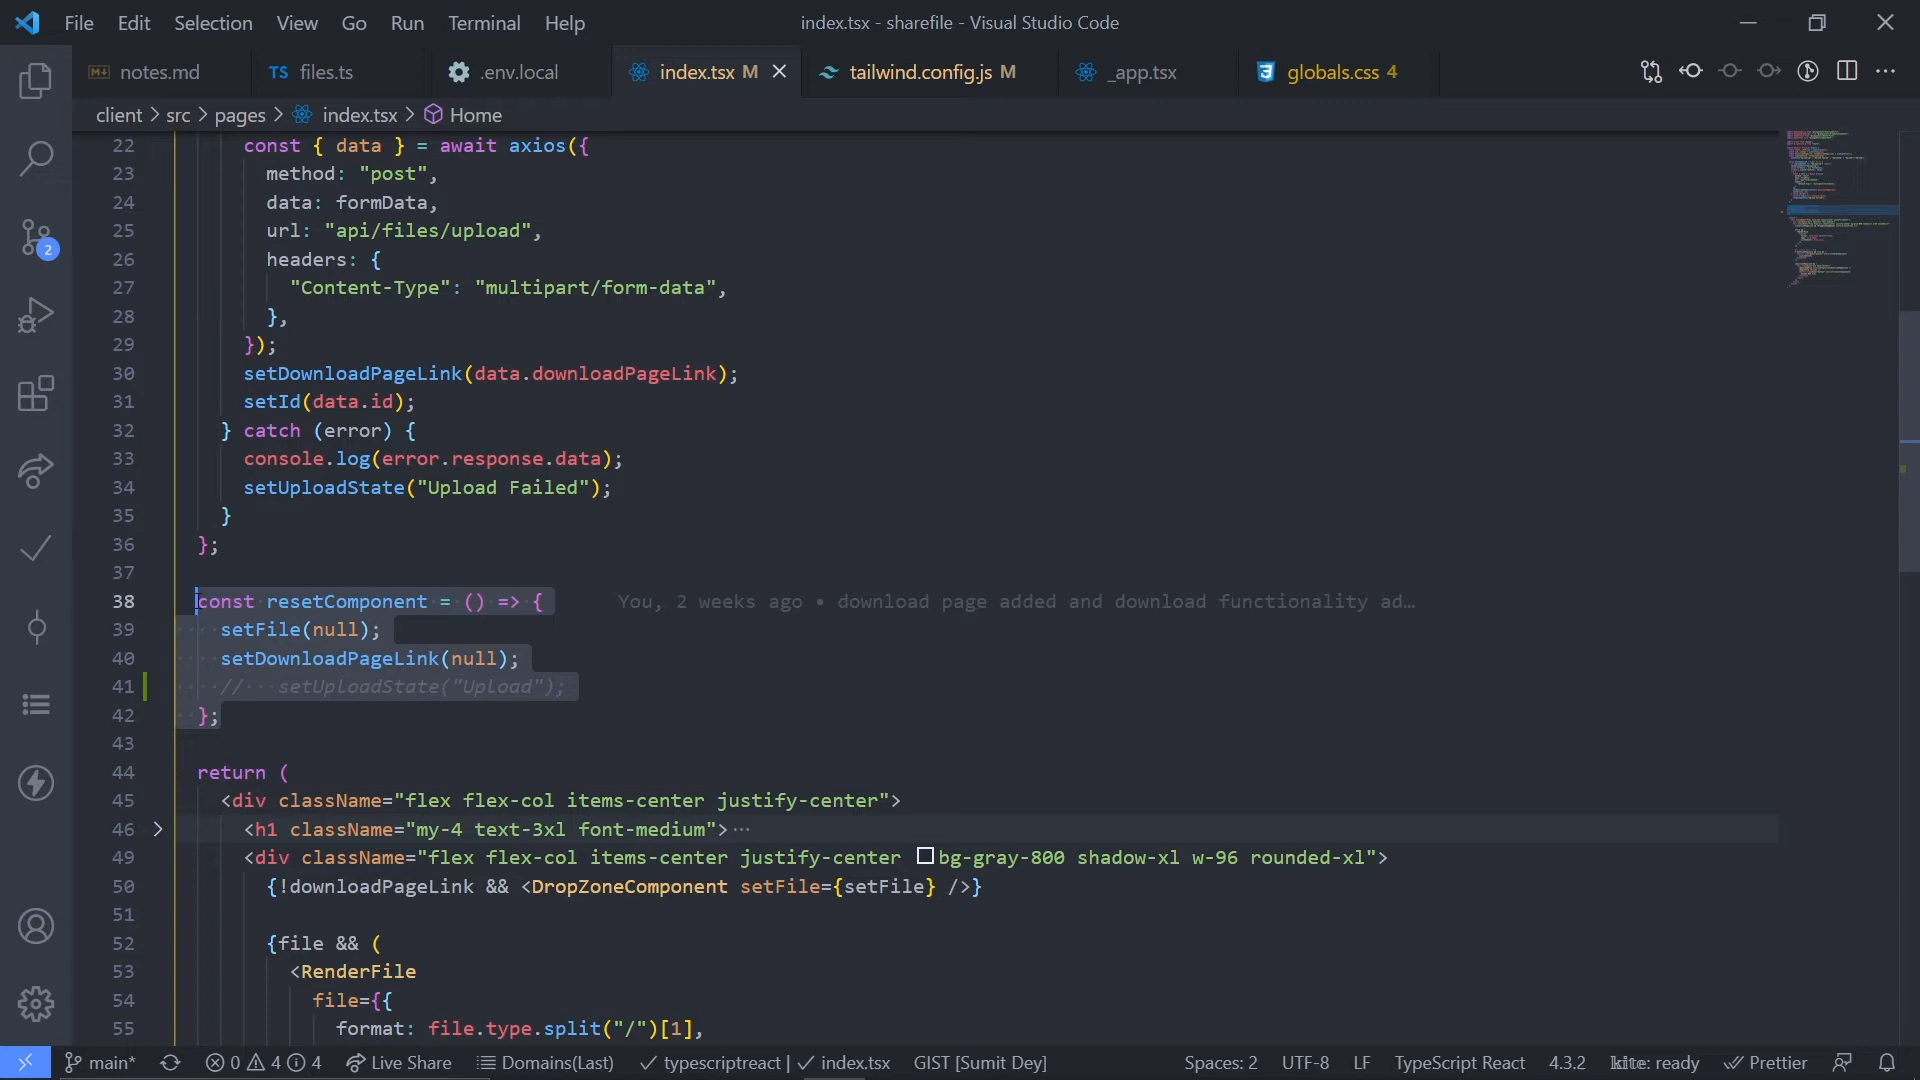 File Edit Selection View Go Run Terminal Help index.tsx - sharefile - Visual Studio Code
notes.md TS files.ts .env.local index.tsx M tailwind.config.js M _app.tsx globals.css 4
client > src > pages > index.tsx > Home
22 const { data } = await axios({
23 method: "post",
24 data: formData,
25 url: "api/files/upload",
26 headers: {
27 "Content-Type": "multipart/form-data",
28 },
29 });
30 setDownloadPageLink(data.downloadPageLink);
31 setId(data.id);
32 } catch (error) {
33 console.log(error.response.data);
34 setUploadState("Upload Failed");
35 }
36 };
37
38 const resetComponent = () => { You, 2 weeks ago • download page added and download functionality ad…
39 setFile(null);
40 setDownloadPageLink(null);
41 // setUploadState("Upload");
42 };
43
44 return (
45 <div className="flex flex-col items-center justify-center">
46 <h1 className="my-4 text-3xl font-medium">…
49 <div className="flex flex-col items-center justify-center bg-gray-800 shadow-xl w-96 rounded-xl">
50 {!downloadPageLink && <DropZoneComponent setFile={setFile} />}
51
52 {file && (
53 <RenderFile
54 file={{
55 format: file.type.split("/")[1],
2
main* 0 4 4 Live Share Domains(Last) typescriptreact | index.tsx GIST [Sumit Dey] Spaces: 2 UTF-8 LF TypeScript React 4.3.2 kite: ready Prettier